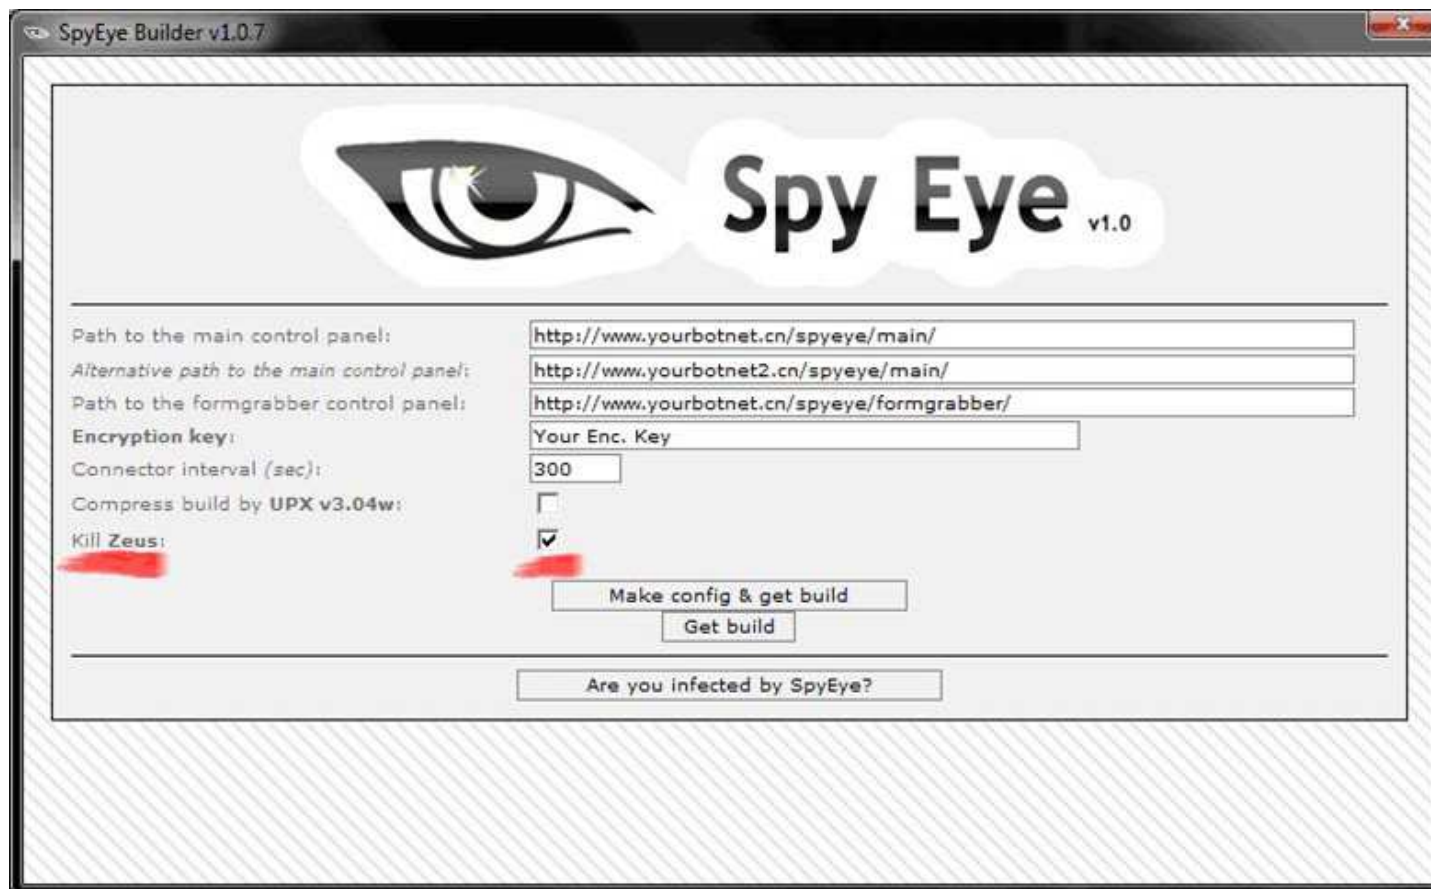 SpyEye Builder v1.0.7
Spy Eye v1.0
Path to the main control panel: http://www.yourbotnet.cn/spyeye/main/
Alternative path to the main control panel: http://www.yourbotnet2.cn/spyeye/main/
Path to the formgrabber control panel: http://www.yourbotnet.cn/spyeye/formgrabber/
Encryption key: Your Enc. Key
Connector interval (sec): 300
Compress build by UPX v3.04w:
Kill Zeus:
Make config & get build
Get build
Are you infected by SpyEye?